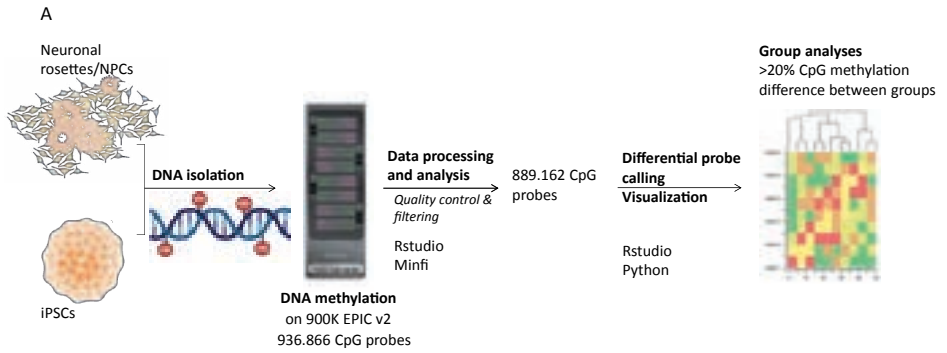 A
Neuronal
rosettes/NPCs
iPSCs
DNA isolation
DNA methylation
on 900K EPIC v2
936.866 CpG probes
Data processing
and analysis
Quality control &
filtering
Rstudio
Minfi
889.162 CpG
probes
Differential probe
calling
Visualization
Rstudio
Python
Group analyses
>20% CpG methylation
difference between groups